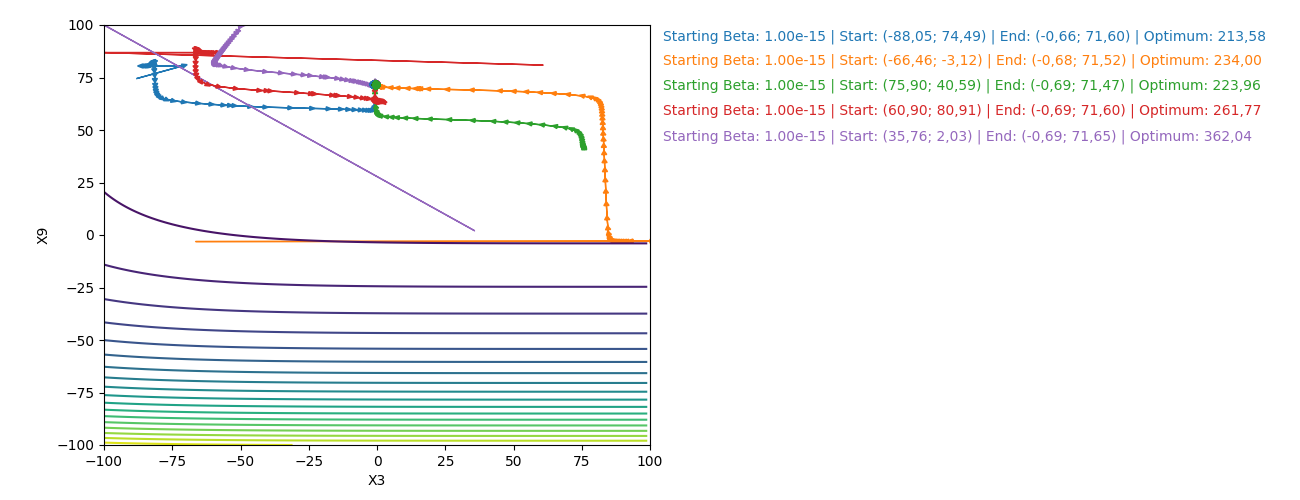 100
75
50
25
0
−25
−50
−75
−100
X9
−100 −75 −50 −25 0 25 50 75 100
X3
Starting Beta: 1.00e-15 | Start: (-88,05; 74,49) | End: (-0,66; 71,60) | Optimum: 213,58
Starting Beta: 1.00e-15 | Start: (-66,46; -3,12) | End: (-0,68; 71,52) | Optimum: 234,00
Starting Beta: 1.00e-15 | Start: (75,90; 40,59) | End: (-0,69; 71,47) | Optimum: 223,96
Starting Beta: 1.00e-15 | Start: (60,90; 80,91) | End: (-0,69; 71,60) | Optimum: 261,77
Starting Beta: 1.00e-15 | Start: (35,76; 2,03) | End: (-0,69; 71,65) | Optimum: 362,04